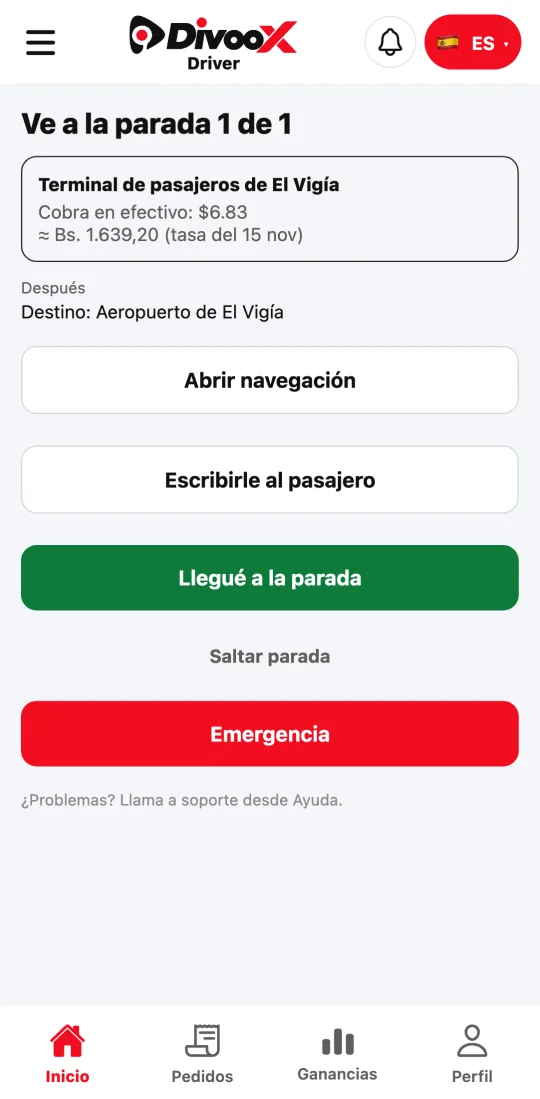 DivooX
Driver
ES
Ve a la parada 1 de 1
Terminal de pasajeros de El Vigía
Cobra en efectivo: $6.83
≈ Bs. 1.639,20 (tasa del 15 nov)
Después
Destino: Aeropuerto de El Vigía
Abrir navegación
Escribirle al pasajero
Llegué a la parada
Saltar parada
Emergencia
¿Problemas? Llama a soporte desde Ayuda.
Inicio
Pedidos
Ganancias
Perfil